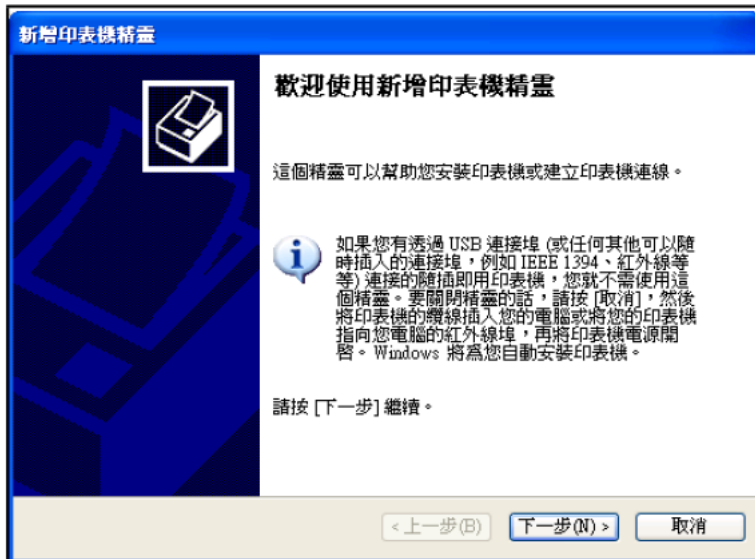 新增印表機精靈
歡迎使用新增印表機精靈
這個精靈可以幫助您安裝印表機或建立印表機連線。
如果您有透過 USB 連接埠 (或任何其他可以隨
時插入的連接埠，例如 IEEE 1394、紅外線等
等) 連接的隨插即用印表機，您就不需使用這
個精靈。要關閉精靈的話，請按 [取消]，然後
將印表機的纜線插入您的電腦或將您的印表機
指向您電腦的紅外線埠，再將印表機電源開
啓。Windows 將為您自動安裝印表機。
請按 [下一步] 繼續。
< 上一步(B)
下一步(N) >
取消